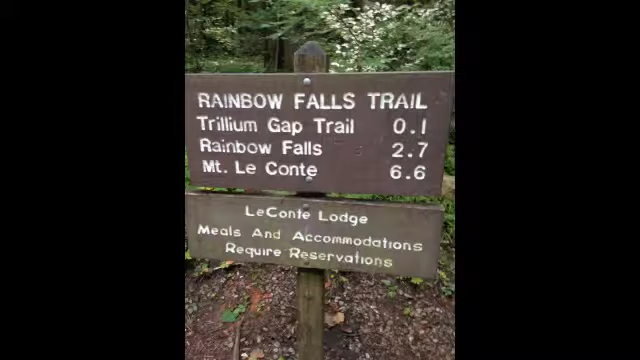 RAINBOW FALLS TRAIL
Trillium Gap Trail 0.1
Rainbow Falls 2.7
Mt. Le Conte 6.6
LeConte Lodge
Meals And Accommodations
Require Reservations